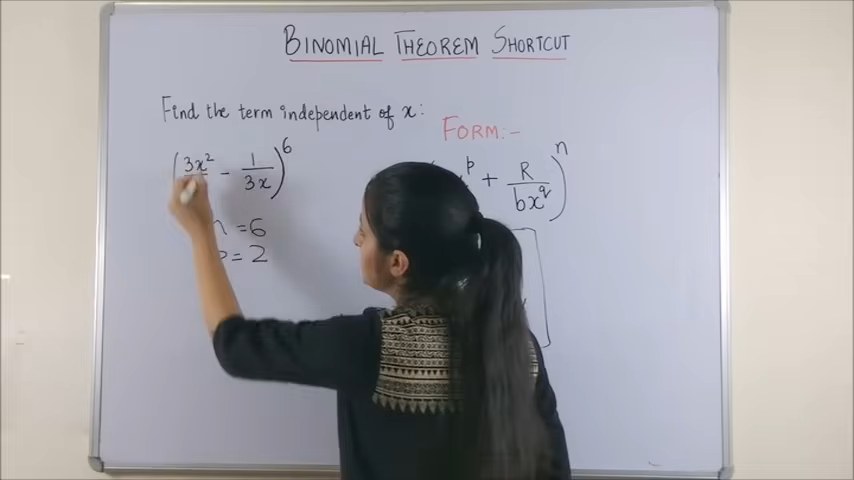 BINOMIAL THEOREM SHORTCUT
Find the term independent of x:
FORM:-
(3x² - 1/3x)⁶
p + R/bx^q)^n
n = 6
= 2